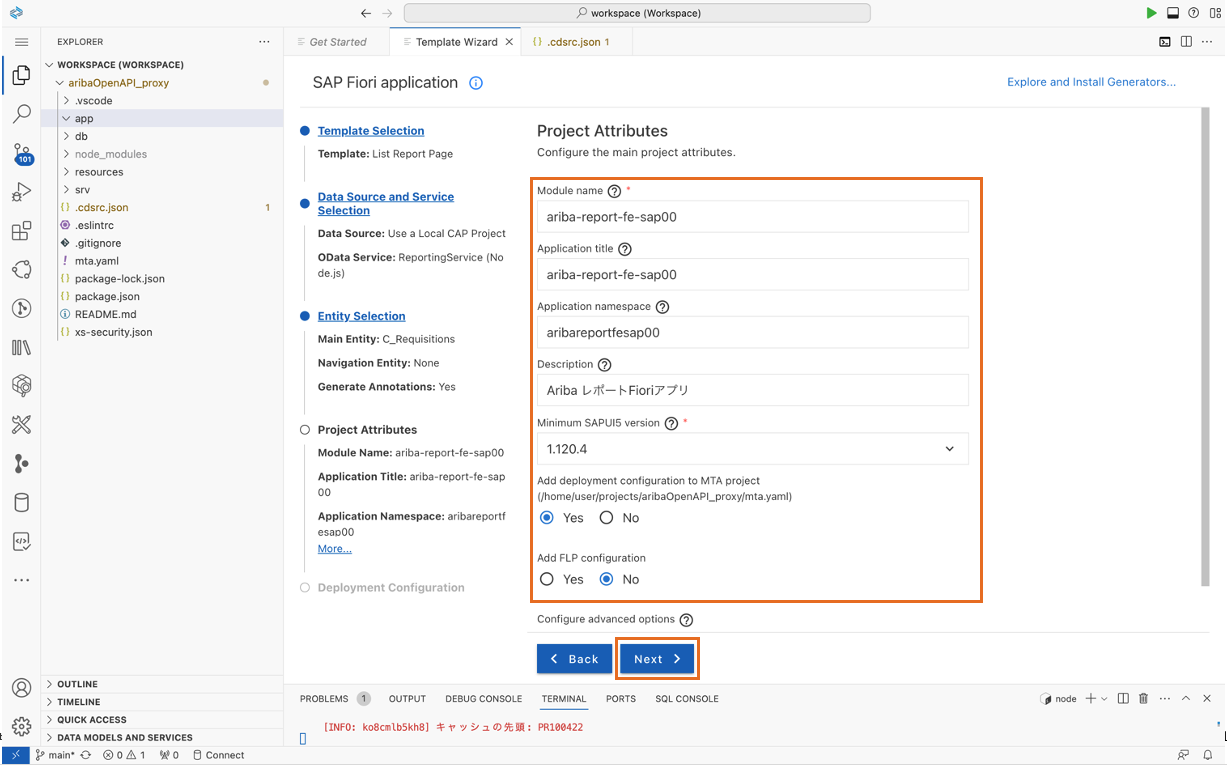 workspace (Workspace)
EXPLORER
Get Started
Template Wizard
{} .cdsrc.json 1
WORKSPACE (WORKSPACE)
aribaOpenAPI_proxy
.vscode
app
db
node_modules
resources
srv
{} .cdsrc.json 1
.eslintrc
.gitignore
! mta.yaml
{} package-lock.json
{} package.json
README.md
{} xs-security.json
101
OUTLINE
TIMELINE
QUICK ACCESS
DATA MODELS AND SERVICES
SAP Fiori application
Explore and Install Generators...
Template Selection
Template: List Report Page
Data Source and Service
Selection
Data Source: Use a Local CAP Project
OData Service: ReportingService (No
de.js)
Entity Selection
Main Entity: C_Requisitions
Navigation Entity: None
Generate Annotations: Yes
Project Attributes
Module Name: ariba-report-fe-sap00
Application Title: ariba-report-fe-sap
00
Application Namespace: aribareportf
esap00
More...
Deployment Configuration
Project Attributes
Configure the main project attributes.
Module name *
ariba-report-fe-sap00
Application title
ariba-report-fe-sap00
Application namespace
aribareportfesap00
Description
Ariba レポートFioriアプリ
Minimum SAPUI5 version *
1.120.4
Add deployment configuration to MTA project
(/home/user/projects/aribaOpenAPI_proxy/mta.yaml)
Yes No
Add FLP configuration
Yes No
Configure advanced options
Back Next
PROBLEMS 1 OUTPUT DEBUG CONSOLE TERMINAL PORTS SQL CONSOLE
node
[INFO: ko8cmlb5kh8] キャッシュの先頭: PR100422
main* 0 1 0 Connect